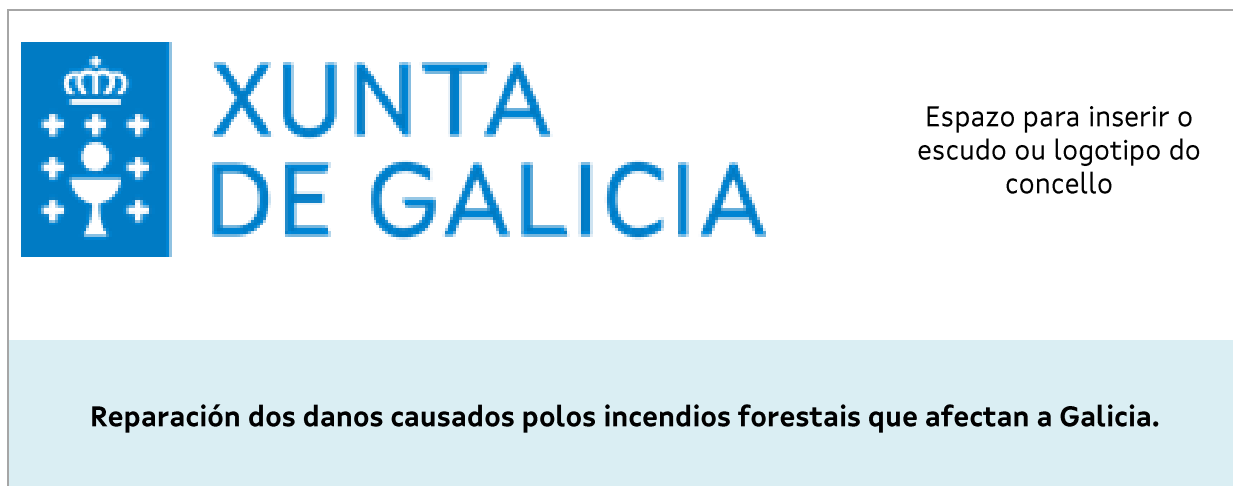 XUNTA
DE GALICIA
Espazo para inserir o
escudo ou logotipo do
concello
Reparación dos danos causados polos incendios forestais que afectan a Galicia.